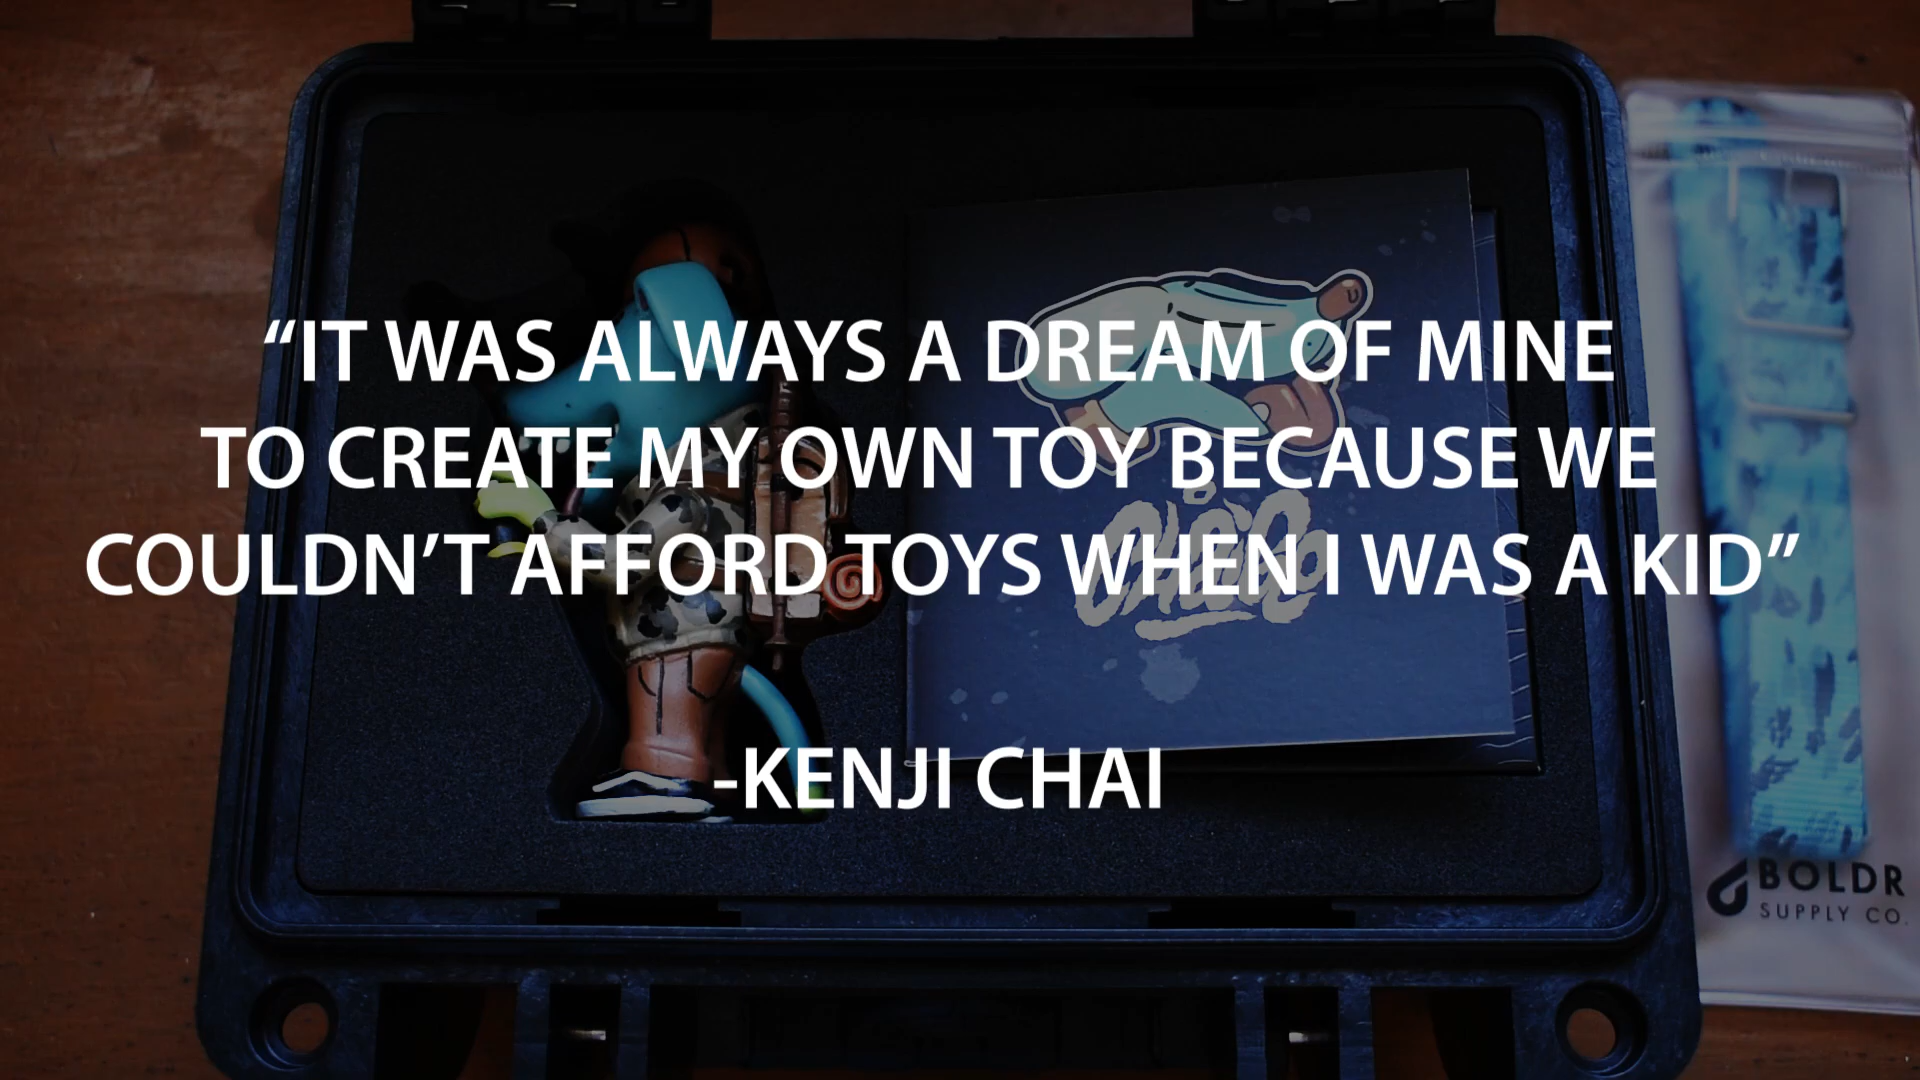 “IT WAS ALWAYS A DREAM OF MINE
TO CREATE MY OWN TOY BECAUSE WE
COULDN’T AFFORD TOYS WHEN I WAS A KID”
-KENJI CHAI
BOLDR
SUPPLY CO.